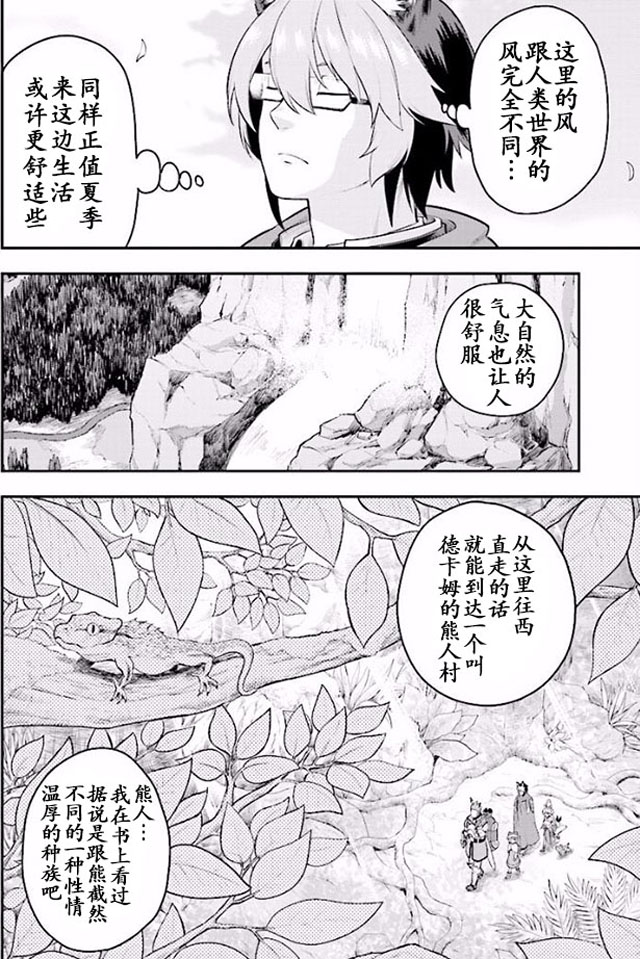 这里的风
跟人类世界的
风完全不同…
同样正值夏季
来这边生活
或许更舒适些
大自然的
气息也让人
很舒服
从这里往西
直走的话
就能到达一个叫
德卡姆的熊人村
熊人…
我在书上看过
据说是跟熊截然
不同的一种性情
温厚的种族吧